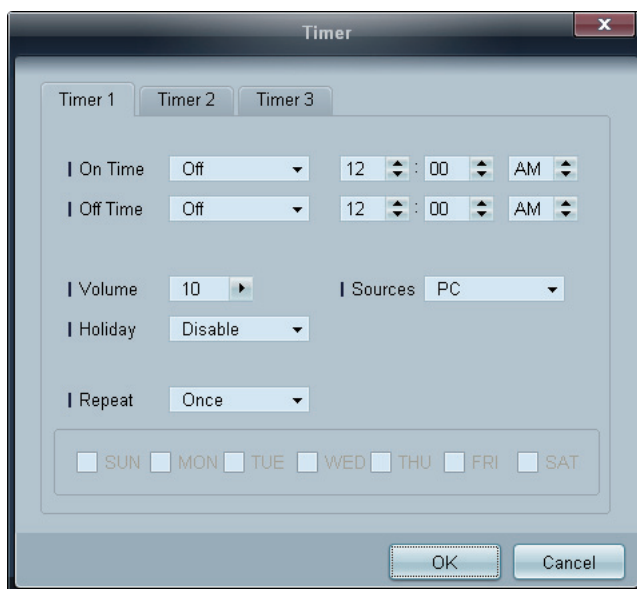 Timer
x
Timer 1 Timer 2 Timer 3
On Time Off 12 : 00 AM
Off Time Off 12 : 00 AM
Volume 10 Sources PC
Holiday Disable
Repeat Once
SUN MON TUE WED THU FRI SAT
OK Cancel